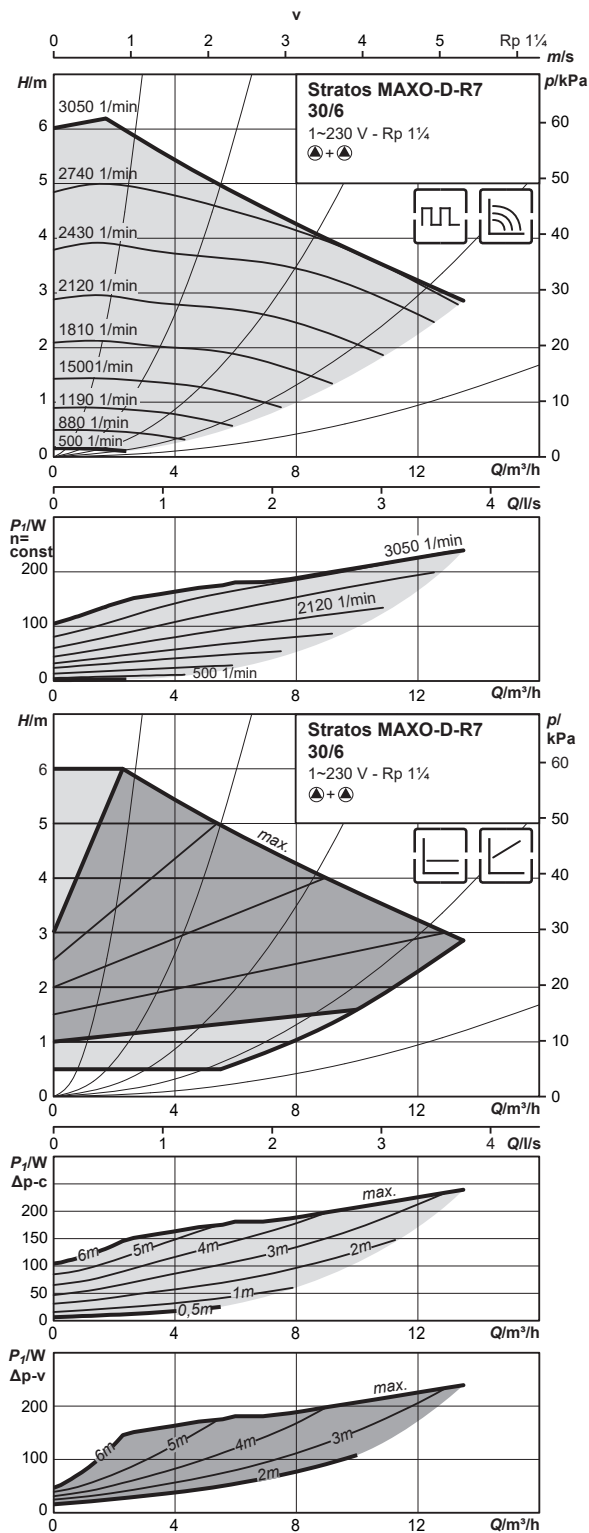 v
0 1 2 3 4 5 Rp 1¼
m/s
H/m
p/kPa
Stratos MAXO-D-R7
30/6
1~230 V - Rp 1¼
+
3050 1/min
2740 1/min
2430 1/min
2120 1/min
1810 1/min
15001/min
1190 1/min
880 1/min
500 1/min
6
5
4
3
2
1
0
60
50
40
30
20
10
0
0 4 8 12 Q/m³/h
0 1 2 3 4 Q/l/s
P1/W
n=
const
200
100
0
3050 1/min
2120 1/min
500 1/min
0 4 8 12 Q/m³/h
H/m
p/
kPa
Stratos MAXO-D-R7
30/6
1~230 V - Rp 1¼
+
max.
6
5
4
3
2
1
0
60
50
40
30
20
10
0
0 4 8 12 Q/m³/h
0 1 2 3 4 Q/l/s
P1/W
Δp-c
200
150
100
50
0
max.
6m 5m 4m 3m 2m
1m
0,5m
0 4 8 12 Q/m³/h
P1/W
Δp-v
200
100
0
max.
6m 5m 4m 3m
2m
0 4 8 12 Q/m³/h